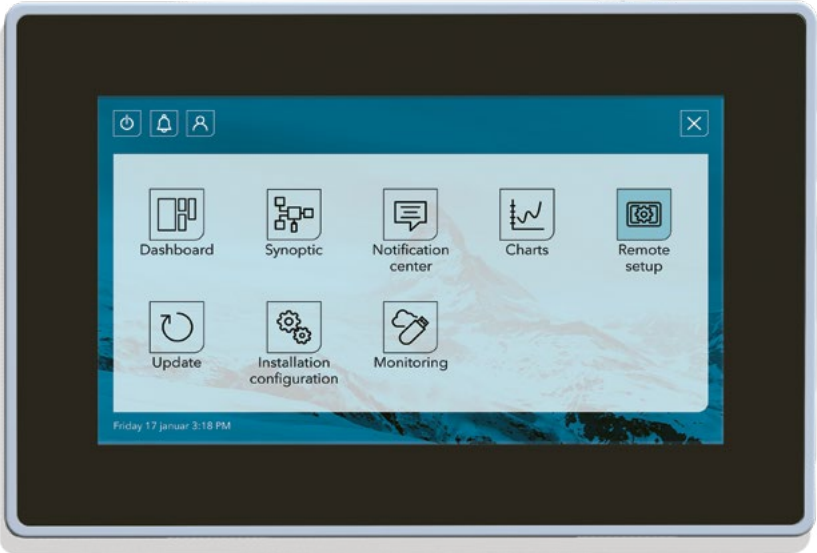 Dashboard
Synoptic
Notification
center
Charts
Remote
setup
Update
Installation
configuration
Monitoring
Friday 17 januar 3:18 PM